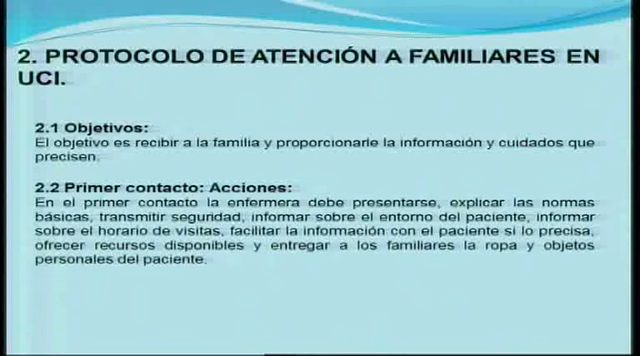 2. PROTOCOLO DE ATENCIÓN A FAMILIARES EN
UCI.
2.1 Objetivos:
El objetivo es recibir a la familia y proporcionarle la información y cuidados que
precisen.
2.2 Primer contacto: Acciones:
En el primer contacto la enfermera debe presentarse, explicar las normas
básicas, transmitir seguridad, informar sobre el entorno del paciente, informar
sobre el horario de visitas, facilitar la información con el paciente si lo precisa,
ofrecer recursos disponibles y entregar a los familiares la ropa y objetos
personales del paciente.